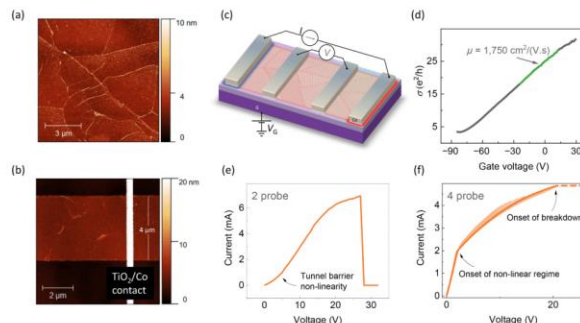 (a)
10 nm
4
0
3 μm
(b)
20 nm
10
0
4 μm
2 μm
TiO2/Co
contact
(c)
I
V
VG
(d)
μ = 1,750 cm²/(V.s)
σ (e²/h)
25
15
5
−90
−60
−30
0
30
Gate voltage (V)
(e)
2 probe
Current (mA)
8
6
4
2
0
Tunnel barrier
non-linearity
0
10
20
30
Voltage (V)
(f)
4 probe
Current (mA)
4
2
0
Onset of breakdown
Onset of non-linear regime
0
10
20
Voltage (V)